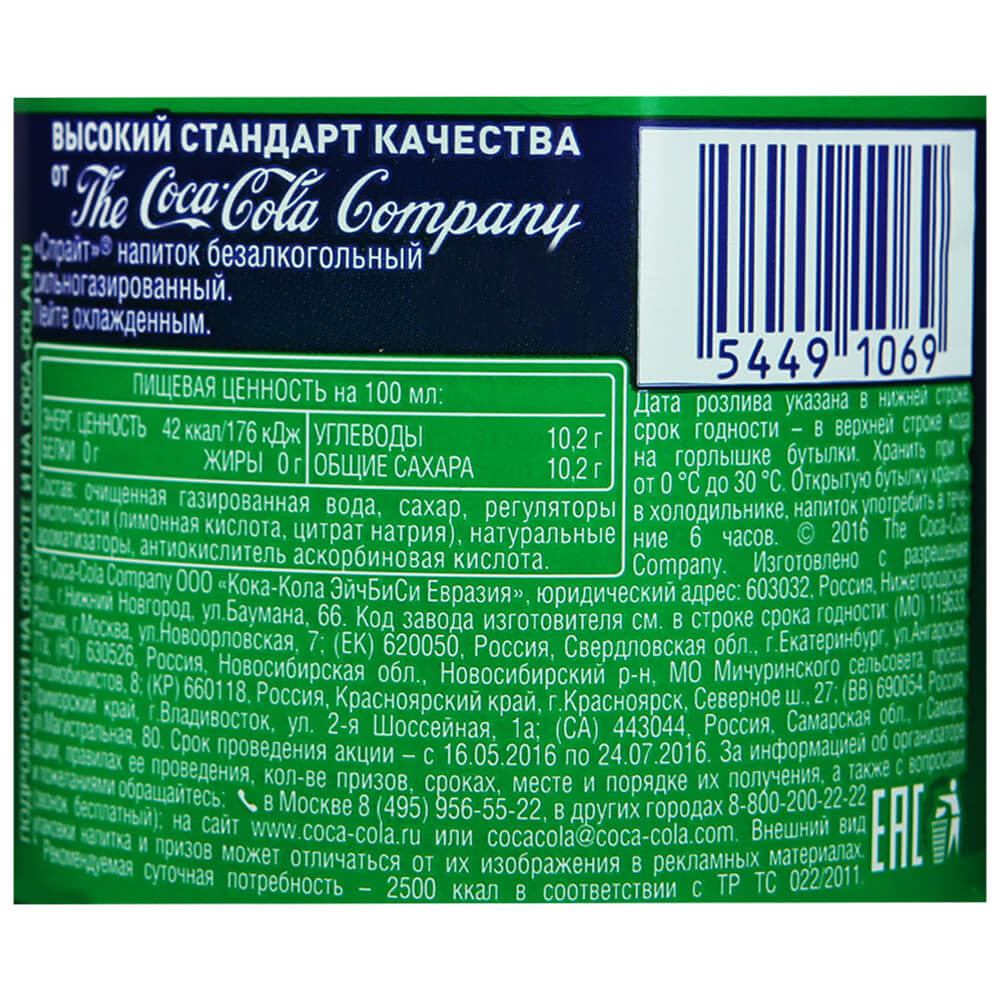 ВЫСОКИЙ СТАНДАРТ КАЧЕСТВА
от The Coca-Cola Company
«Спрайт»® напиток безалкогольный
сильногазированный.
Пейте охлажденным.
5449 1069
ПИЩЕВАЯ ЦЕННОСТЬ на 100 мл:
ЭНЕРГ. ЦЕННОСТЬ 42 ккал/176 кДж
БЕЛКИ 0 г ЖИРЫ 0 г
УГЛЕВОДЫ 10,2 г
ОБЩИЕ САХАРА 10,2 г
Состав: очищенная газированная вода, сахар, регуляторы
кислотности (лимонная кислота, цитрат натрия), натуральные
ароматизаторы, антиокислитель аскорбиновая кислота.
Дата розлива указана в нижней строке,
срок годности – в верхней строке кода
на горлышке бутылки. Хранить при
от 0 °C до 30 °C. Открытую бутылку хранить
в холодильнике, напиток употребить в тече-
ние 6 часов. © 2016 The Coca-Cola
Company. Изготовлено с разрешения
The Coca-Cola Company ООО «Кока-Кола ЭйчБиСи Евразия», юридический адрес: 603032, Россия, Нижегородская
г.Нижний Новгород, ул.Баумана, 66. Код завода изготовителя см. в строке срока годности: (МО) 119633,
Россия, г.Москва, ул.Новоорловская, 7; (ЕК) 620050, Россия, Свердловская обл., г.Екатеринбург, ул.Ангарская,
(НО) 630526, Россия, Новосибирская обл., Новосибирский р-н, МО Мичуринского сельсовета, проезд
Автомобилистов, 8; (КР) 660118, Россия, Красноярский край, г.Красноярск, Северное ш., 27; (ВВ) 690054, Россия,
Приморский край, г.Владивосток, ул. 2-я Шоссейная, 1а; (СА) 443044, Россия, Самарская обл., г.Самара,
ул.Магистральная, 80. Срок проведения акции – с 16.05.2016 по 24.07.2016. За информацией об организаторе
акции, правилах ее проведения, кол-ве призов, сроках, месте и порядке их получения, а также с вопросами
и пожеланиями обращайтесь: в Москве 8 (495) 956-55-22, в других городах 8-800-200-22-22
(звонок бесплатный); на сайт www.coca-cola.ru или cocacola@coca-cola.com. Внешний вид
упаковки напитка и призов может отличаться от их изображения в рекламных материалах.
Рекомендуемая суточная потребность – 2500 ккал в соответствии с ТР ТС 022/2011.
EAC